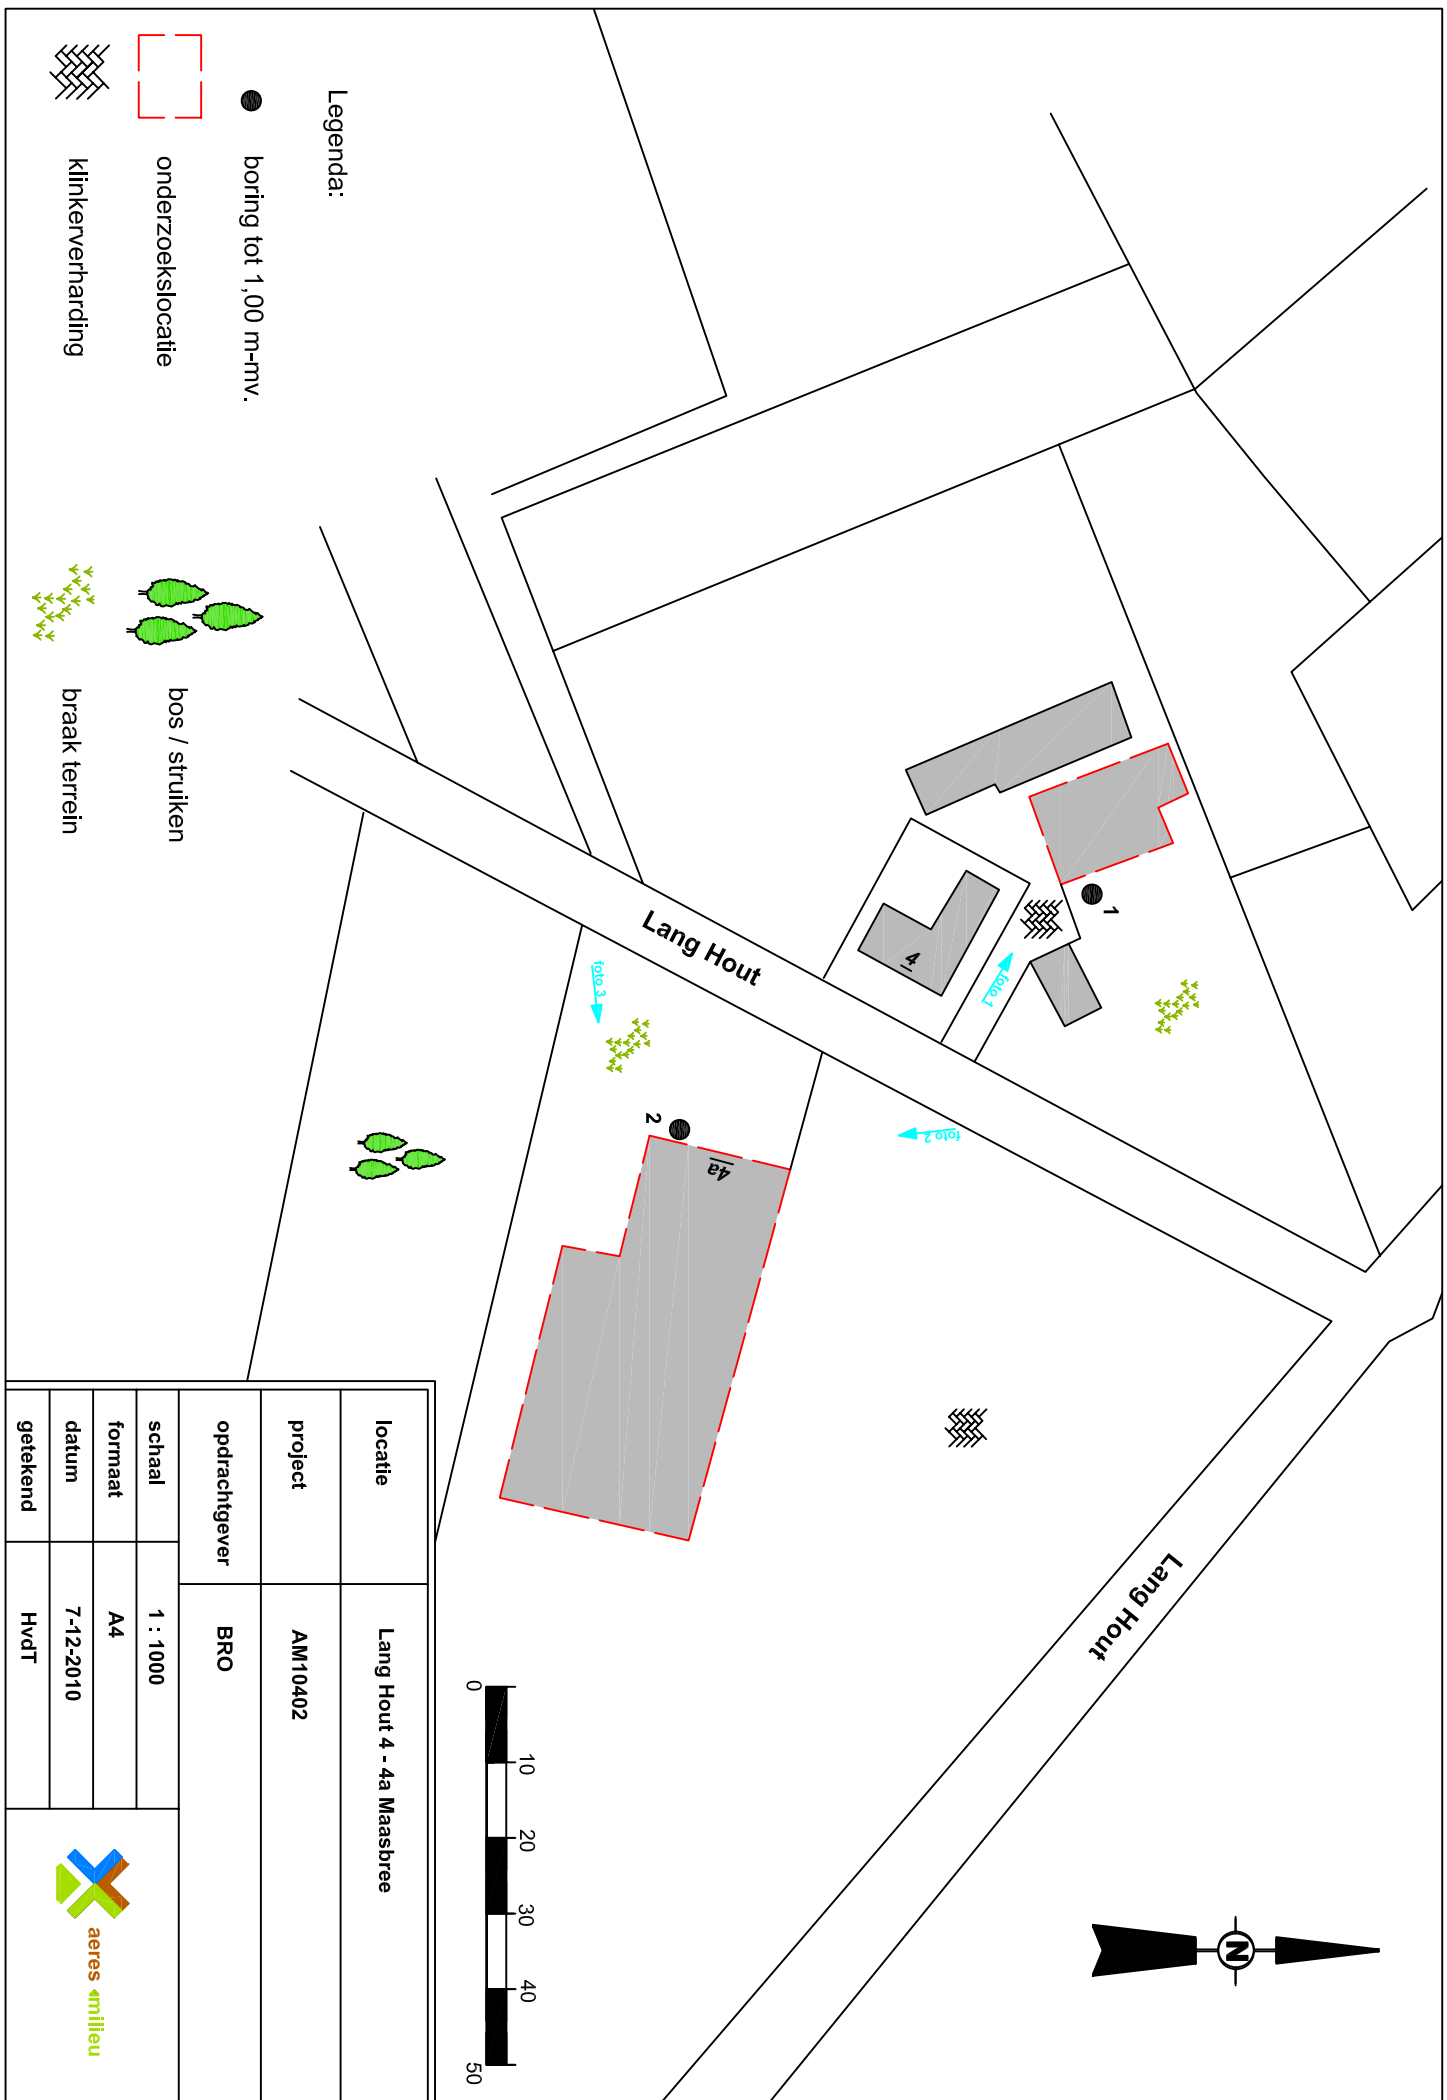 Lang Hout
Lang Hout
1
2
4
4a
foto 1
foto 2
foto 3
Legenda:
boring tot 1,00 m-mv.
onderzoekslocatie
klinkerverharding
bos / struiken
braak terrein
N
0 10 20 30 40 50
locatie Lang Hout 4 - 4a Maasbree
project AM10402
opdrachtgever BRO
schaal 1 : 1000
formaat A4
datum 7-12-2010
getekend HvdT
aeres milieu